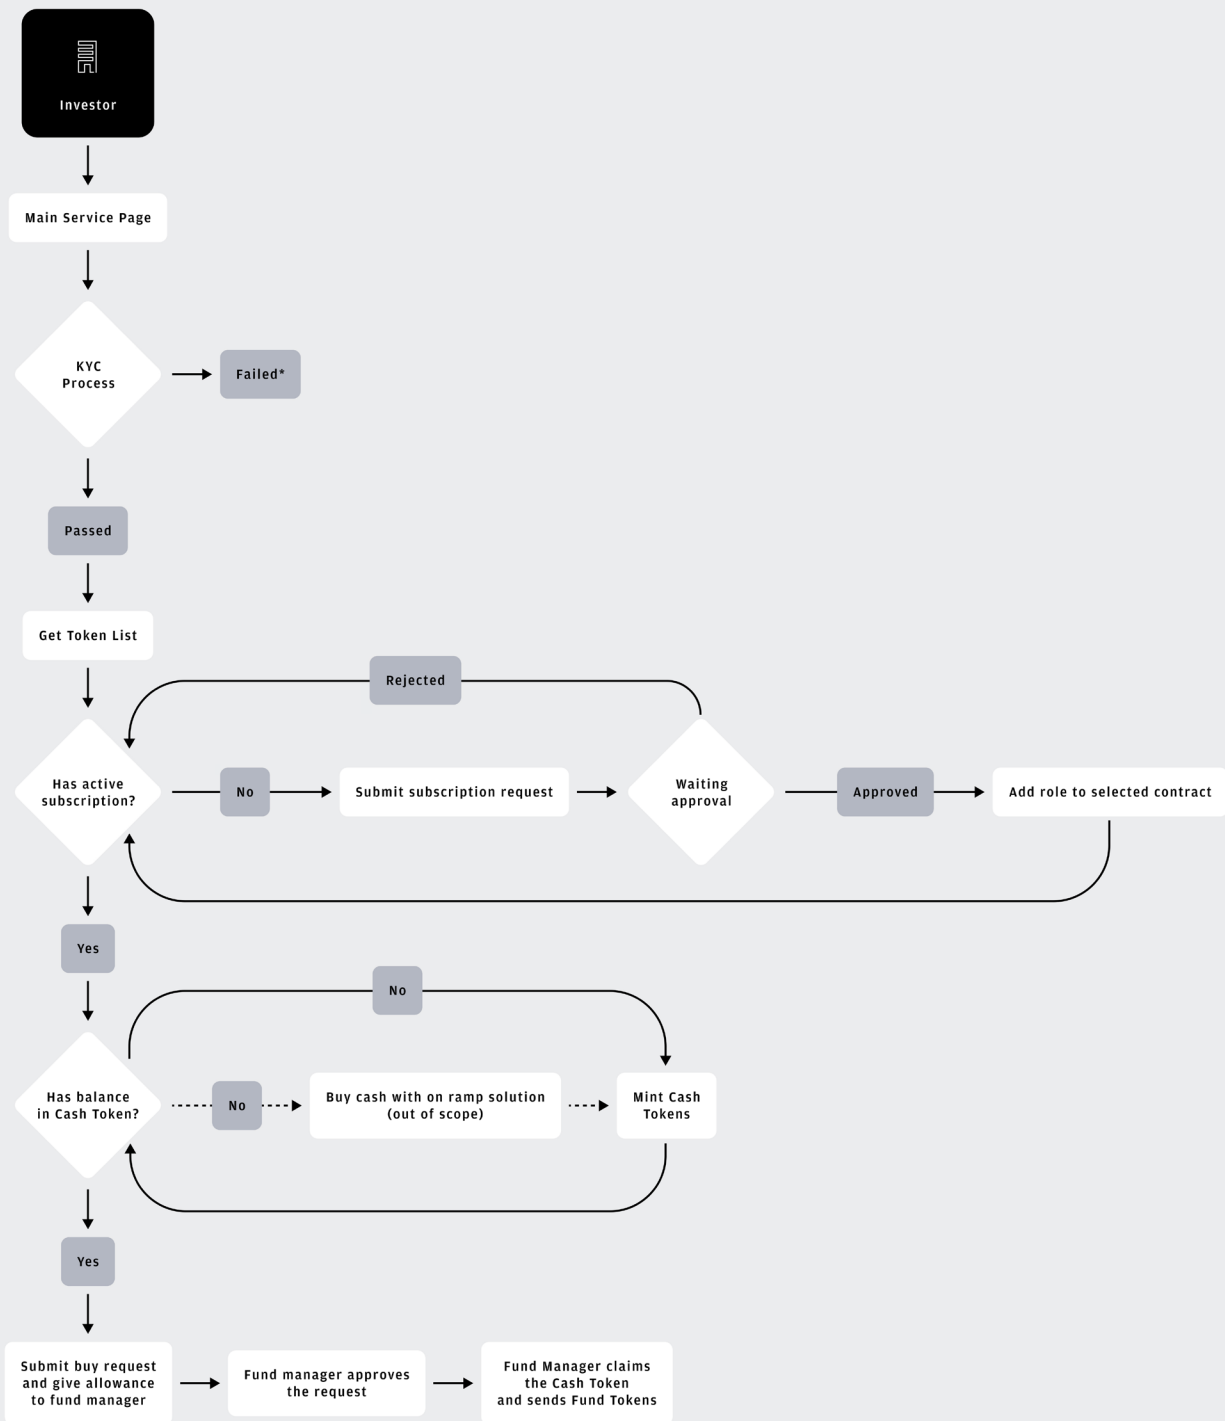 Investor
Main Service Page
KYC
Process
Failed*
Passed
Get Token List
Rejected
Has active
subscription?
No
Submit subscription request
Waiting
approval
Approved
Add role to selected contract
Yes
No
Has balance
in Cash Token?
No
Buy cash with on ramp solution
(out of scope)
Mint Cash
Tokens
Yes
Submit buy request
and give allowance
to fund manager
Fund manager approves
the request
Fund Manager claims
the Cash Token
and sends Fund Tokens